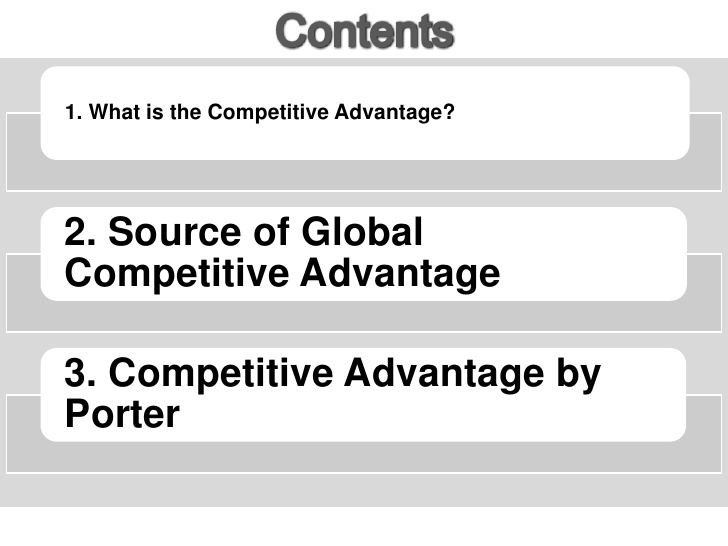 Contents
1. What is the Competitive Advantage?
2. Source of Global
Competitive Advantage
3. Competitive Advantage by
Porter